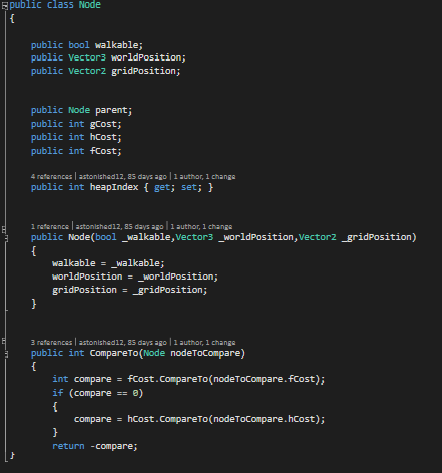 public class Node
{
public bool walkable;
public Vector3 worldPosition;
public Vector2 gridPosition;
public Node parent;
public int gCost;
public int hCost;
public int fCost;
4 references | astonished12, 85 days ago | 1 author, 1 change
public int heapIndex { get; set; }
1 reference | astonished12, 85 days ago | 1 author, 1 change
public Node(bool _walkable,Vector3 _worldPosition,Vector2 _gridPosition)
{
walkable = _walkable;
worldPosition = _worldPosition;
gridPosition = _gridPosition;
}
3 references | astonished12, 85 days ago | 1 author, 1 change
public int CompareTo(Node nodeToCompare)
{
int compare = fCost.CompareTo(nodeToCompare.fCost);
if (compare == 0)
{
compare = hCost.CompareTo(nodeToCompare.hCost);
}
return -compare;
}